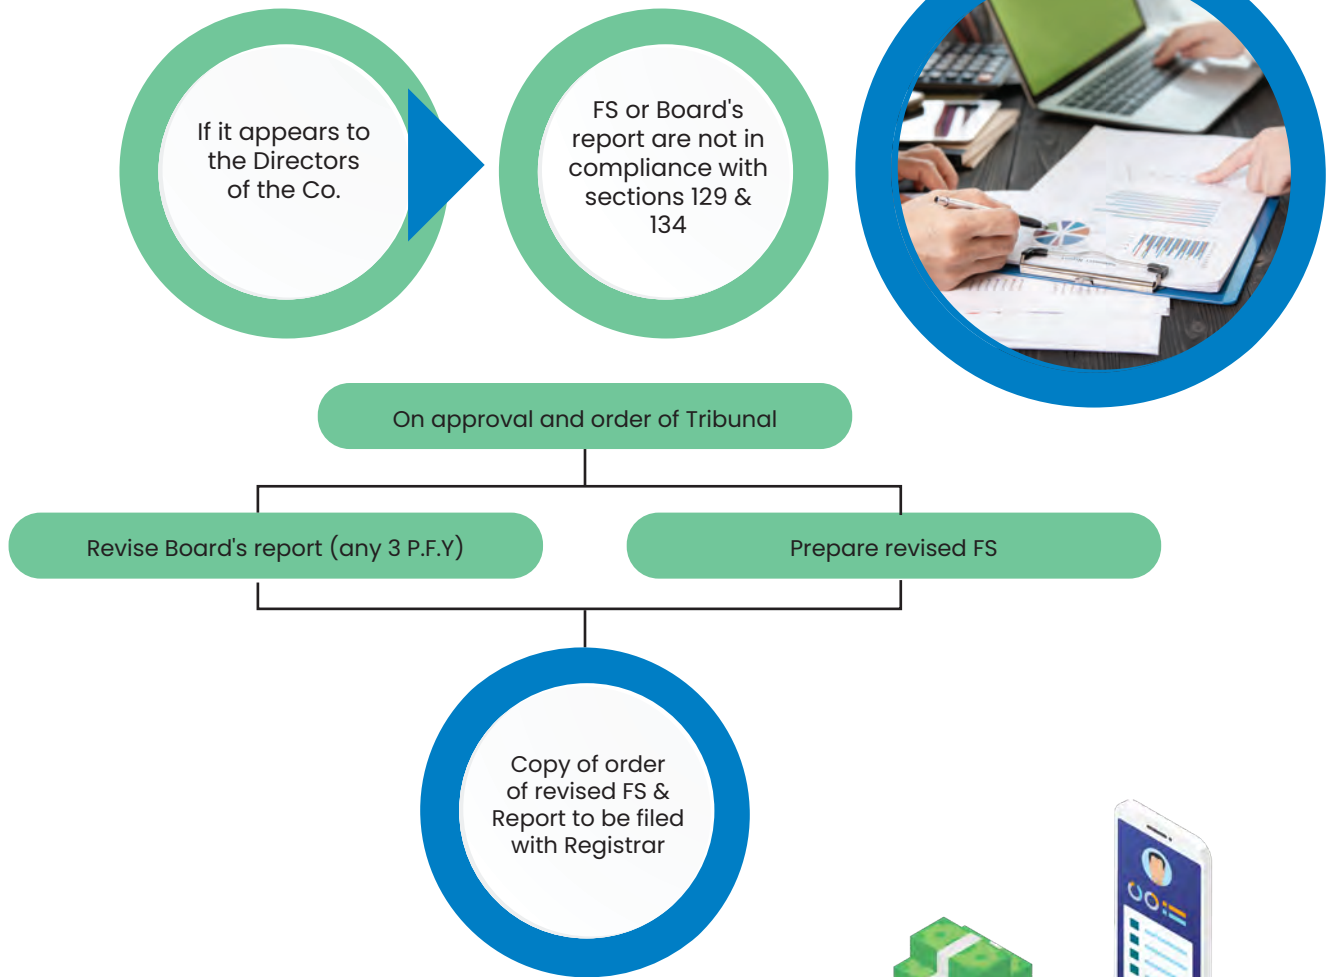 If it appears to
the Directors
of the Co.
FS or Board's
report are not in
compliance with
sections 129 &
134
On approval and order of Tribunal
Revise Board's report (any 3 P.F.Y)
Prepare revised FS
Copy of order
of revised FS &
Report to be filed
with Registrar